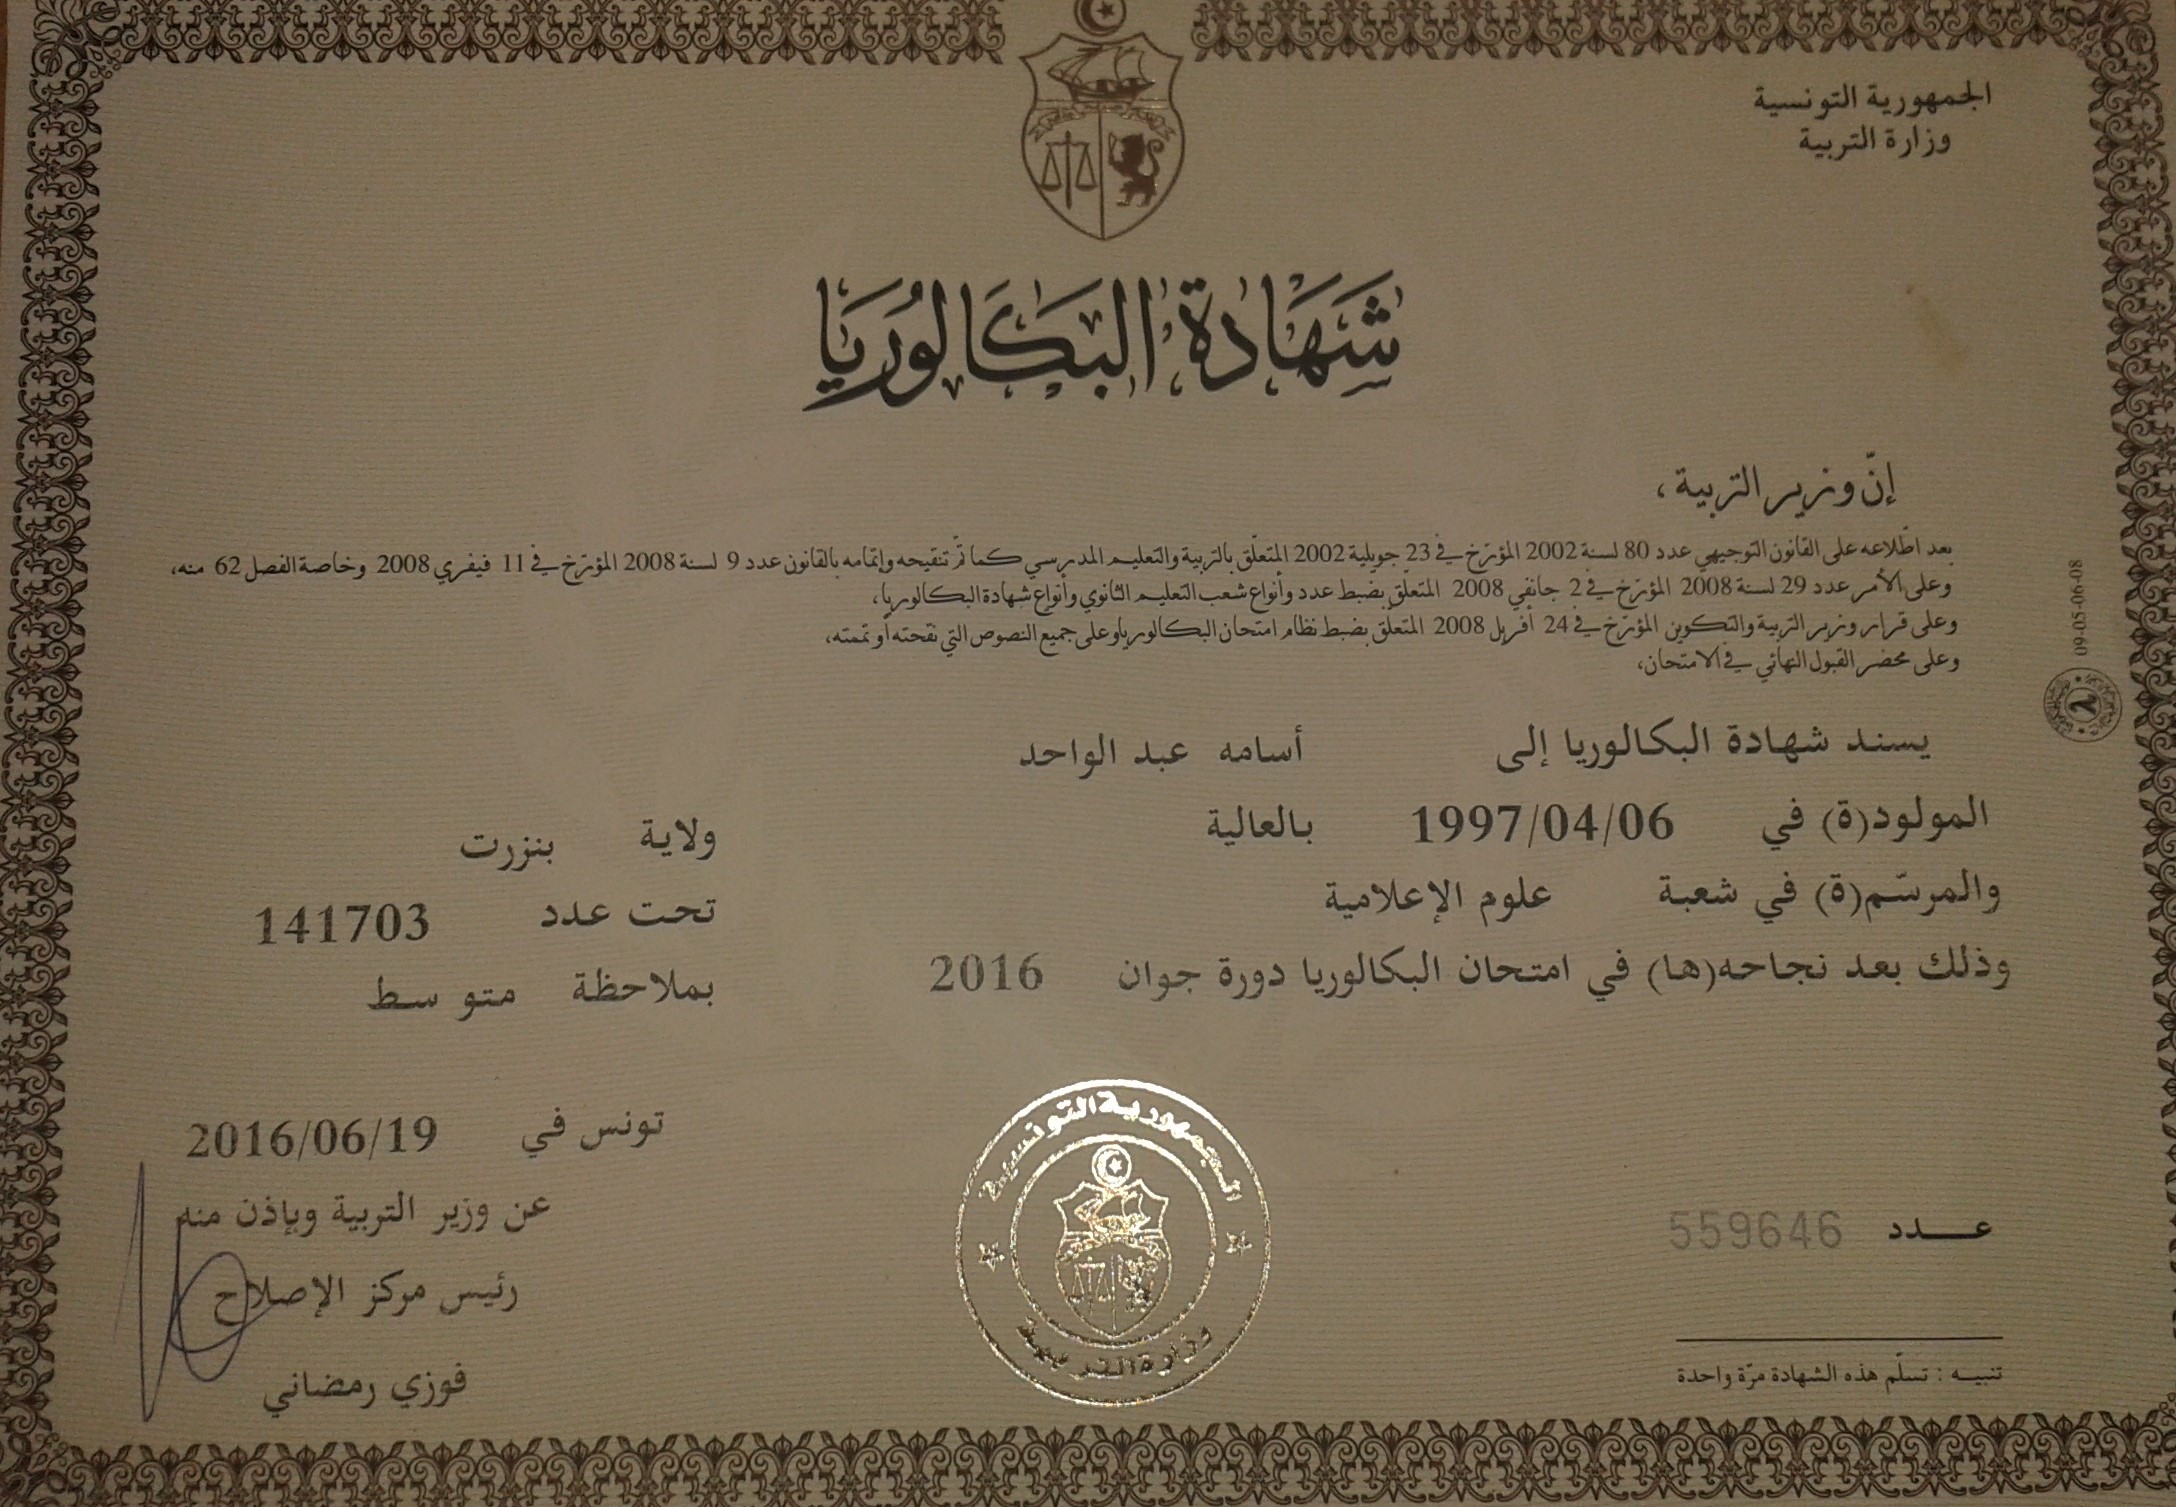 الجمهورية التونسية
وزارة التربية
شَهَادَةُ البَكَالُورِيَا
إنّ وزير التربية،
بعد اطّلاعه على القانون التوجيهي عدد 80 لسنة 2002 المؤرّخ في 23 جويلية 2002 المتعلّق بالتربية والتعليم المدرسي كما تمّ تنقيحه وإتمامه بالقانون عدد 9 لسنة 2008 المؤرّخ في 11 فيفري 2008 وخاصة الفصل 62 منه،
وعلى الأمر عدد 29 لسنة 2008 المؤرّخ في 2 جانفي 2008 المتعلّق بضبط عدد وأنواع شعب التعليم الثانوي وأنواع شهادة البكالوريا،
وعلى قرار وزير التربية والتكوين المؤرّخ في 24 أفريل 2008 المتعلّق بضبط نظام امتحان البكالوريا وعلى جميع النصوص التي نقحته أو تممته،
وعلى محضر القبول النهائي في الامتحان،
09-05-06-08
يسند شهادة البكالوريا إلى أسامه عبد الواحد
المولود(ة) في 1997/04/06 بالعالية ولاية بنزرت
والمرسّم(ة) في شعبة علوم الإعلامية تحت عدد 141703
وذلك بعد نجاحه(ها) في امتحان البكالوريا دورة جوان 2016 بملاحظة متوسط
تونس في 2016/06/19
عن وزير التربية وبإذن منه
رئيس مركز الإصلاح
فوزي رمضاني
الجمهورية التونسية
وزارة التربية
عدد 559646
تنبيه : تسلّم هذه الشهادة مرّة واحدة